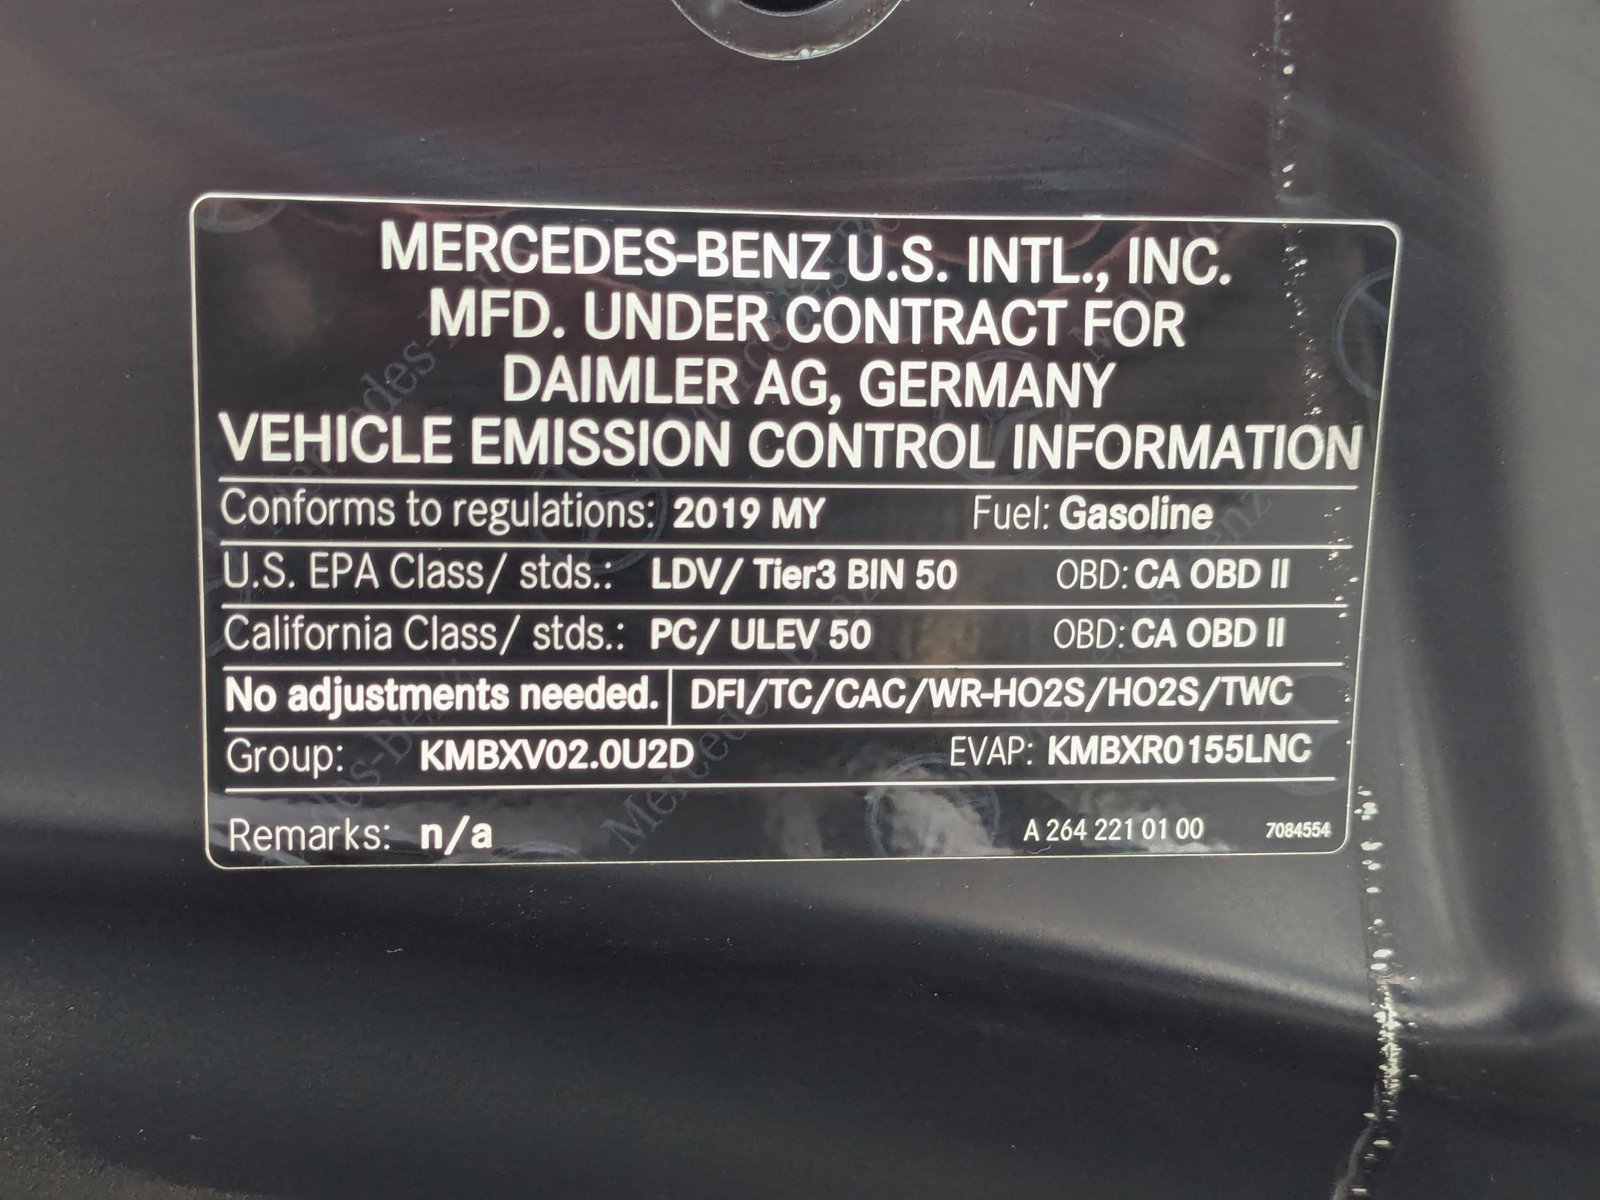 MERCEDES-BENZ U.S. INTL., INC.
MFD. UNDER CONTRACT FOR
DAIMLER AG, GERMANY
VEHICLE EMISSION CONTROL INFORMATION
Conforms to regulations: 2019 MY Fuel: Gasoline
U.S. EPA Class/ stds.: LDV/ Tier3 BIN 50 OBD: CA OBD II
California Class/ stds.: PC/ ULEV 50 OBD: CA OBD II
No adjustments needed. DFI/TC/CAC/WR-HO2S/HO2S/TWC
Group: KMBXV02.0U2D EVAP: KMBXR0155LNC
Remarks: n/a A 264 221 01 00 7084554